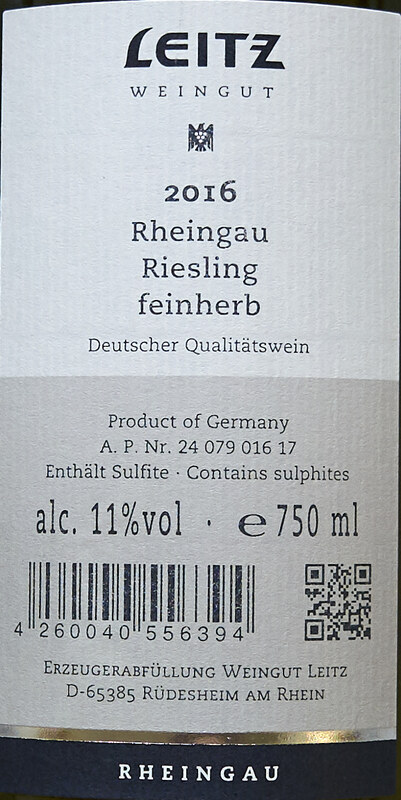 LEITZ
WEINGUT
2016
Rheingau
Riesling
feinherb
Deutscher Qualitätswein
Product of Germany
A. P. Nr. 24 079 016 17
Enthält Sulfite · Contains sulphites
alc. 11%vol · e 750 ml
4 260040 556394
ERZEUGERABFÜLLUNG WEINGUT LEITZ
D-65385 RÜDESHEIM AM RHEIN
RHEINGAU